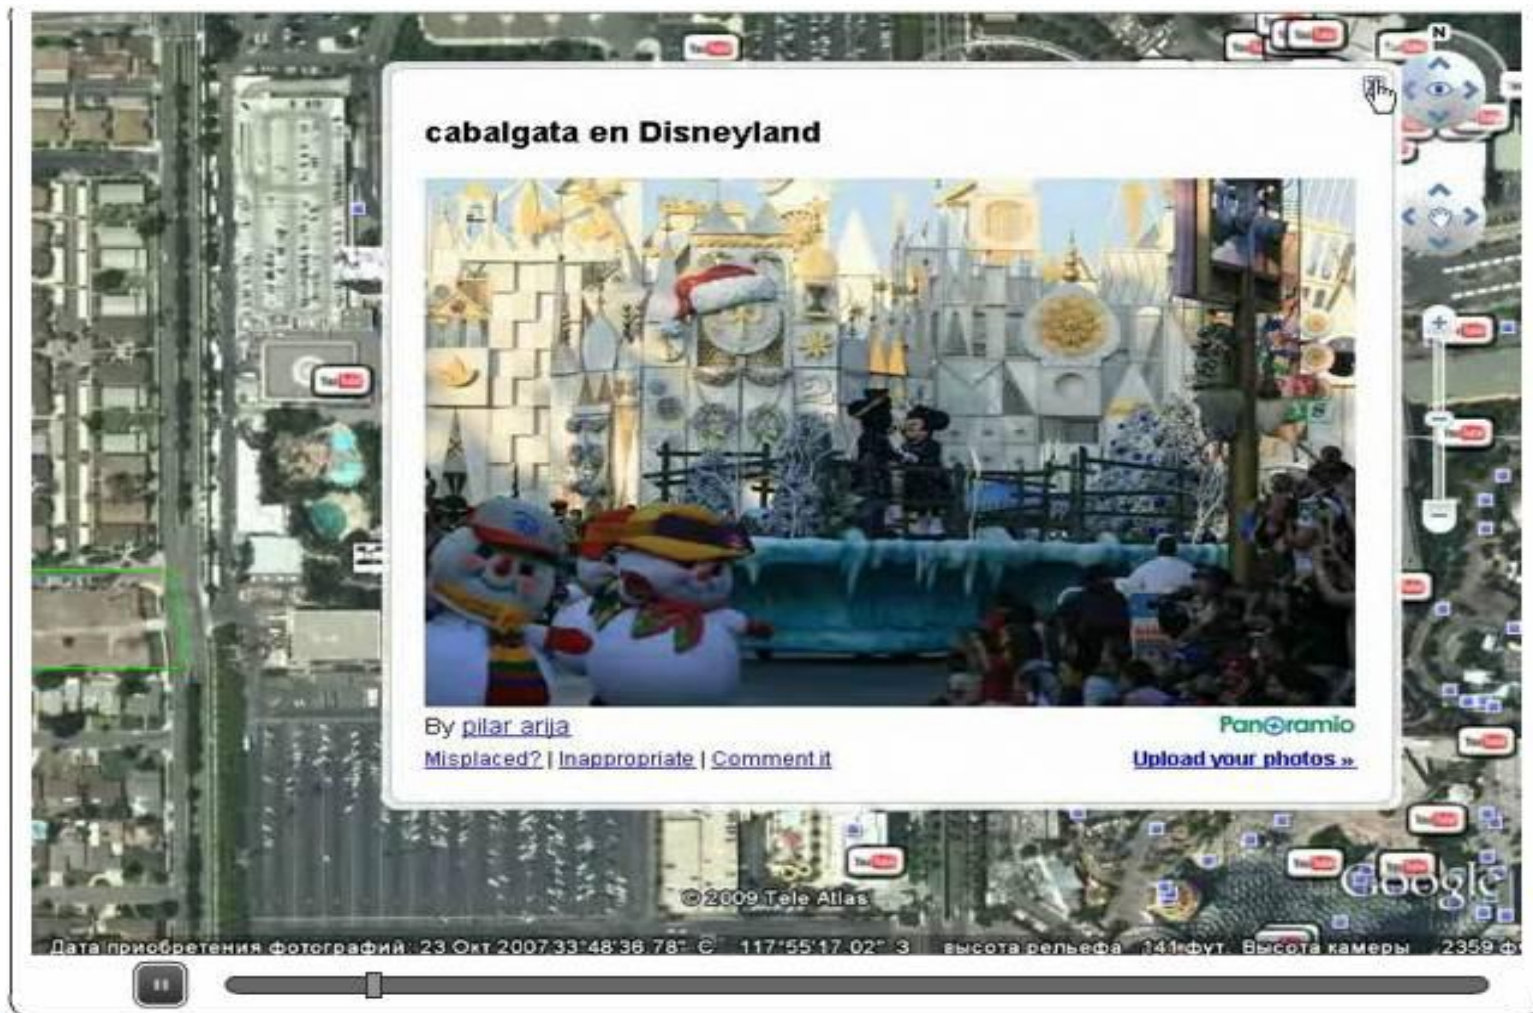 YouTube
N
cabalgata en Disneyland
By pilar arija
Panoramio
Misplaced? | Inappropriate | Comment it
Upload your photos »
YouTube
Google
© 2009 Tele Atlas
Дата приобретения фотографий: 23 Окт 2007 33°48'36.78" С 117°55'17.02" З высота рельефа 141 фут Высота камеры 2359 ф